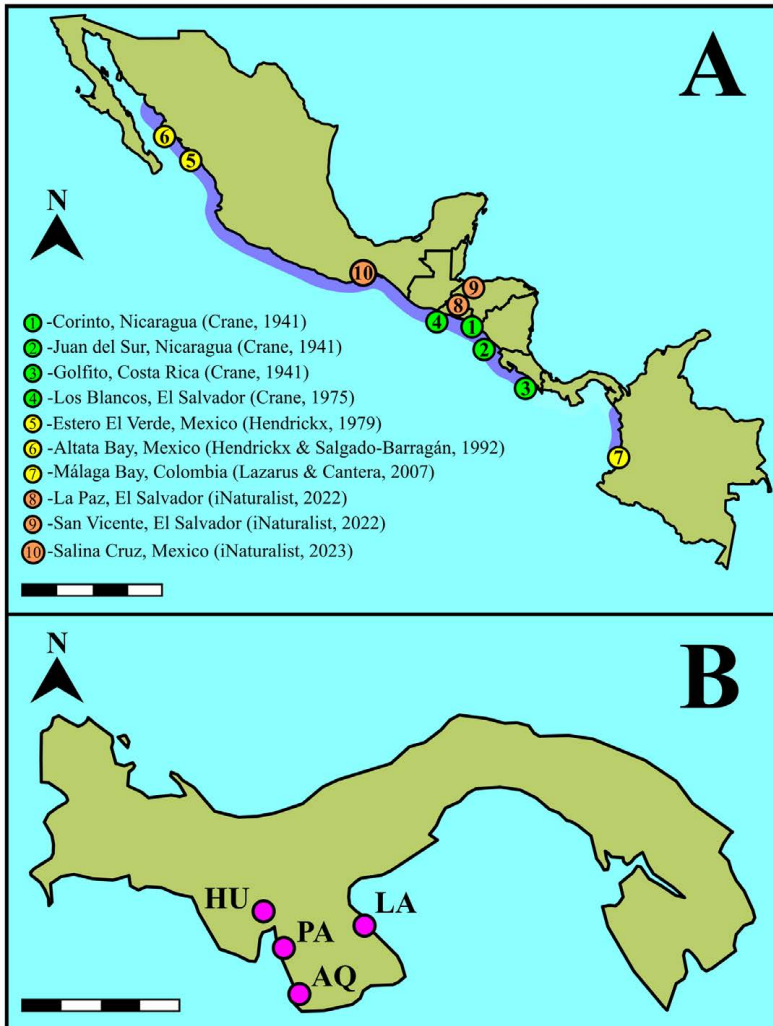 A
N
6
5
10
9
8
4
1
2
3
7
1 -Corinto, Nicaragua (Crane, 1941)
2 -Juan del Sur, Nicaragua (Crane, 1941)
3 -Golfito, Costa Rica (Crane, 1941)
4 -Los Blancos, El Salvador (Crane, 1975)
5 -Estero El Verde, Mexico (Hendrickx, 1979)
6 -Altata Bay, Mexico (Hendrickx & Salgado-Barragán, 1992)
7 -Málaga Bay, Colombia (Lazarus & Cantera, 2007)
8 -La Paz, El Salvador (iNaturalist, 2022)
9 -San Vicente, El Salvador (iNaturalist, 2022)
10 -Salina Cruz, Mexico (iNaturalist, 2023)
N
B
HU
LA
PA
AQ